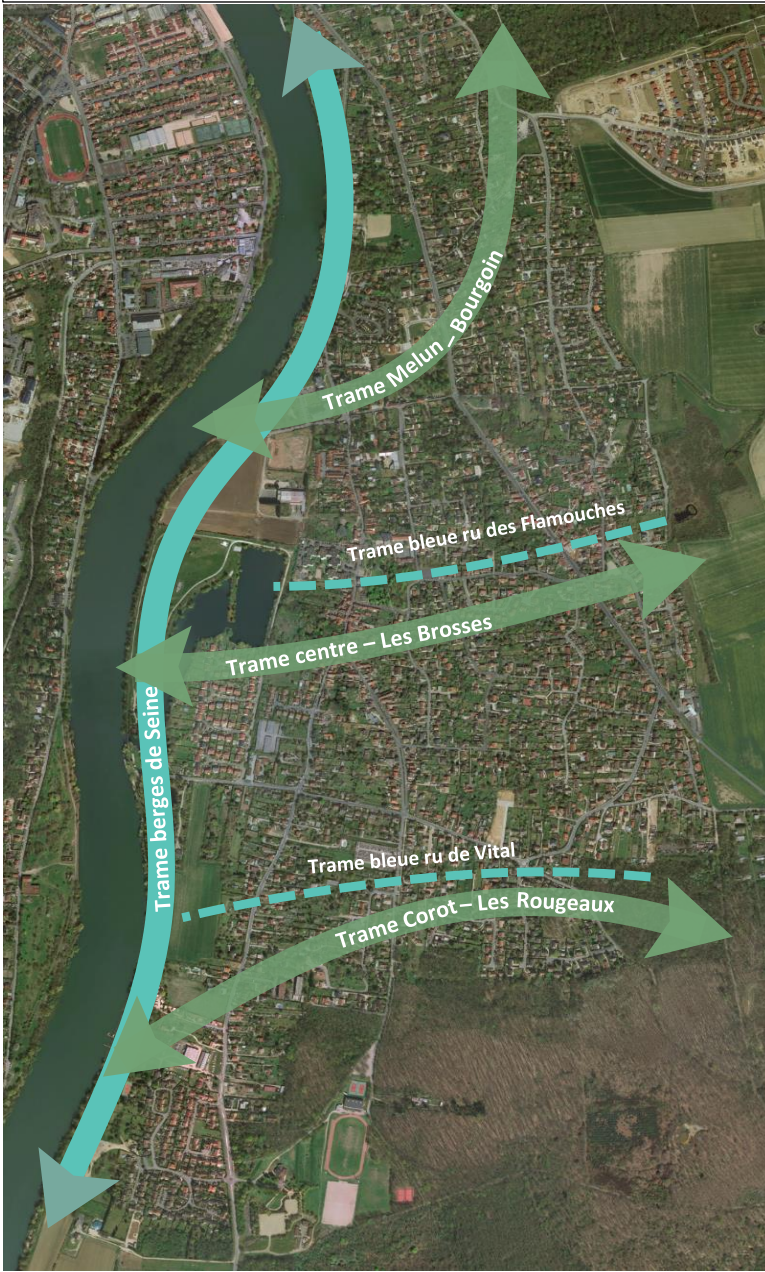 Trame Melun _ Bourgoin
Trame bleue ru des Flamouches
Trame centre – Les Brosses
Trame berges de Seine
Trame bleue ru de Vital
Trame Corot – Les Rougeaux